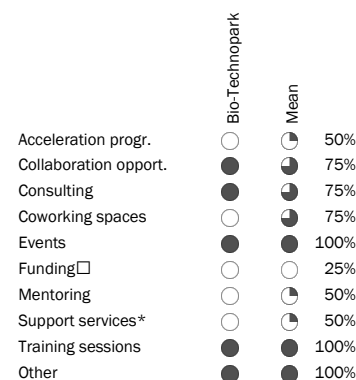 Bio-Technopark
Mean
Acceleration progr. 50%
Collaboration opport. 75%
Consulting 75%
Coworking spaces 75%
Events 100%
Funding□ 25%
Mentoring 50%
Support services* 50%
Training sessions 100%
Other 100%